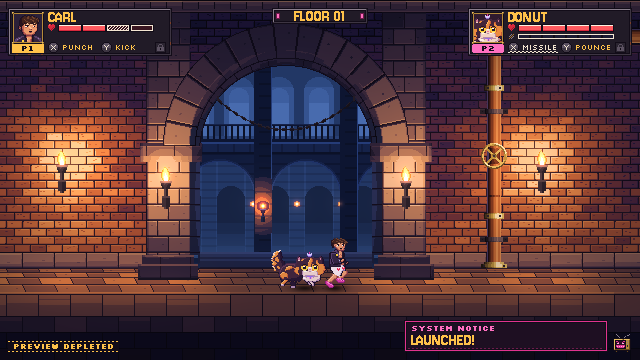 CARL
FLOOR 01
DONUT
P1
X PUNCH Y KICK
P2
X MISSILE Y POUNCE
SYSTEM NOTICE
LAUNCHED!
PREVIEW DEPLETED